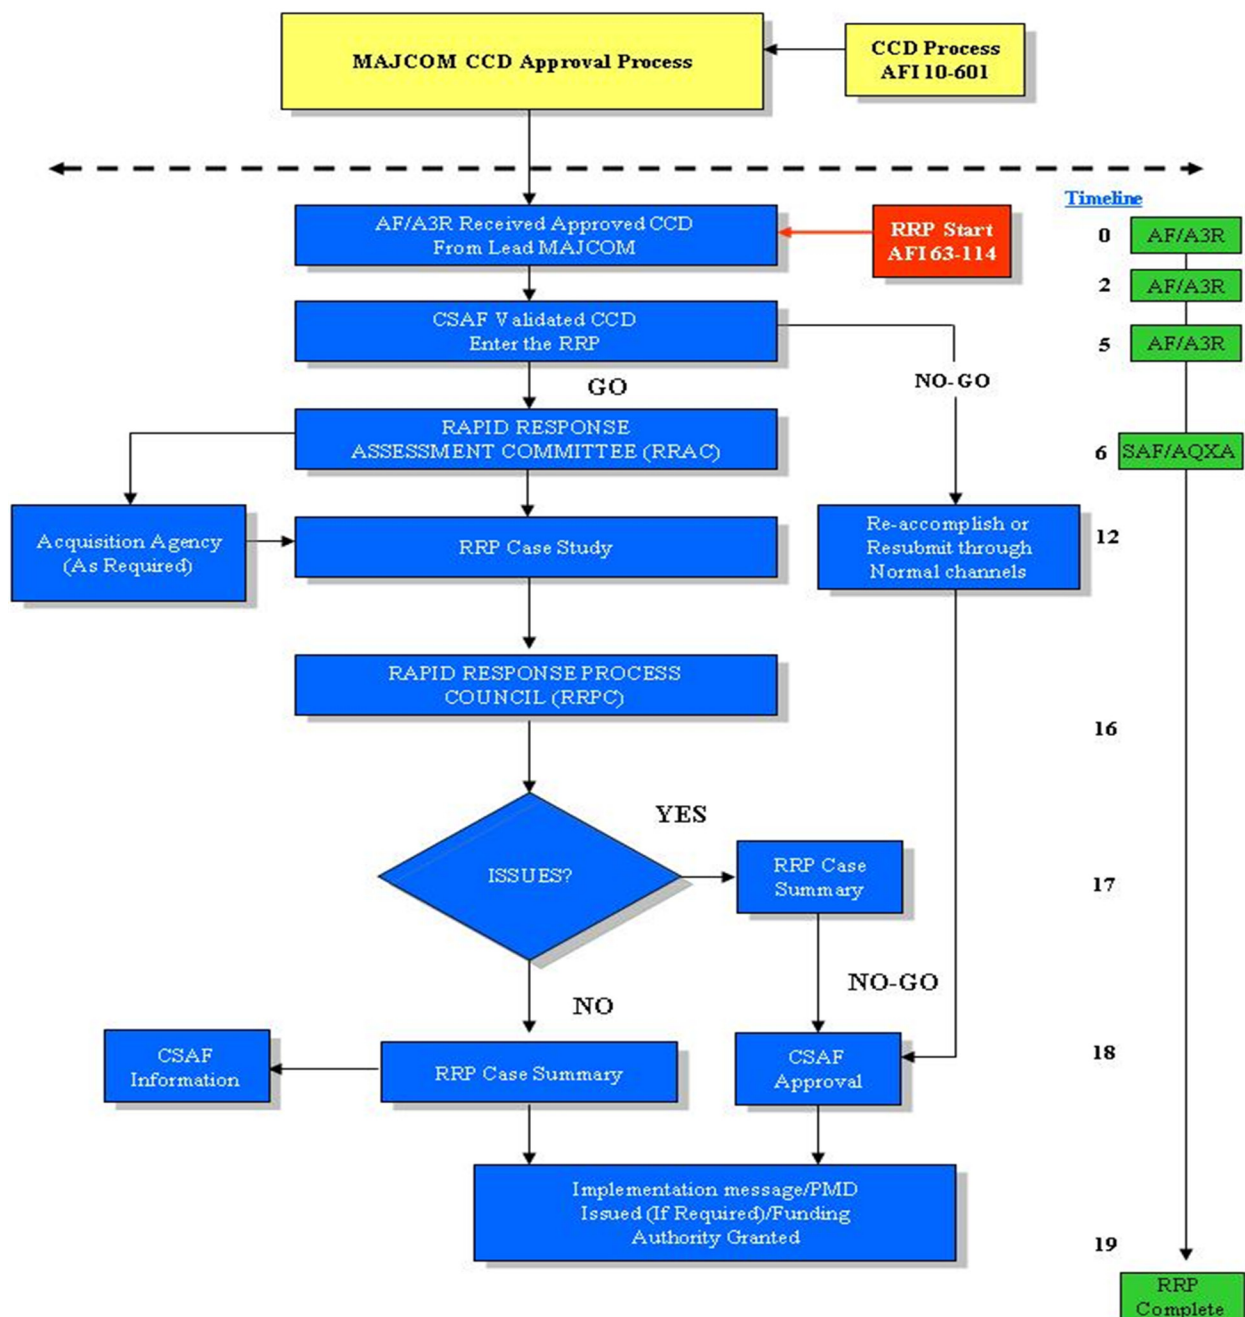 MAJCOM CCD Approval Process
CCD Process
AFI 10-601
Timeline
AF/A3R Received Approved CCD
From Lead MAJCOM
RRP Start
AFI 63-114
0
AF/A3R
2
AF/A3R
CSAF Validated CCD
Enter the RRP
5
AF/A3R
GO
NO-GO
RAPID RESPONSE
ASSESSMENT COMMITTEE (RRAC)
6
SAF/AQXA
Acquisition Agency
(As Required)
RRP Case Study
Re-accomplish or
Resubmit through
Normal channels
12
RAPID RESPONSE PROCESS
COUNCIL (RRPC)
16
YES
ISSUES?
RRP Case
Summary
17
NO-GO
NO
CSAF
Information
RRP Case Summary
CSAF
Approval
18
Implementation message/PMD
Issued (If Required)/Funding
Authority Granted
19
RRP
Complete